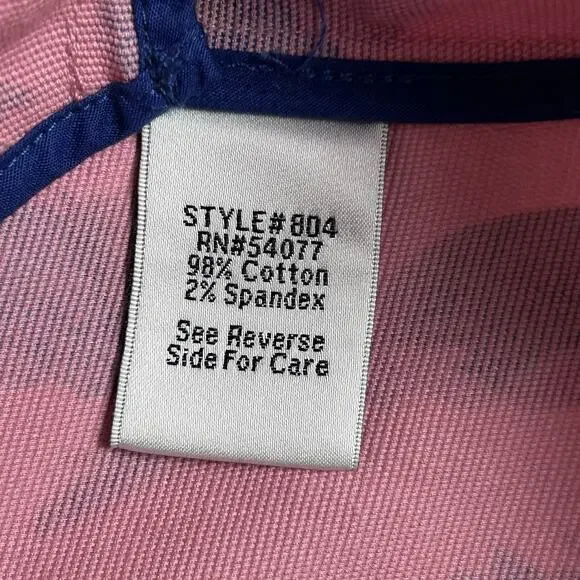 STYLE#804
RN#54077
98% Cotton
2% Spandex
See Reverse
Side For Care